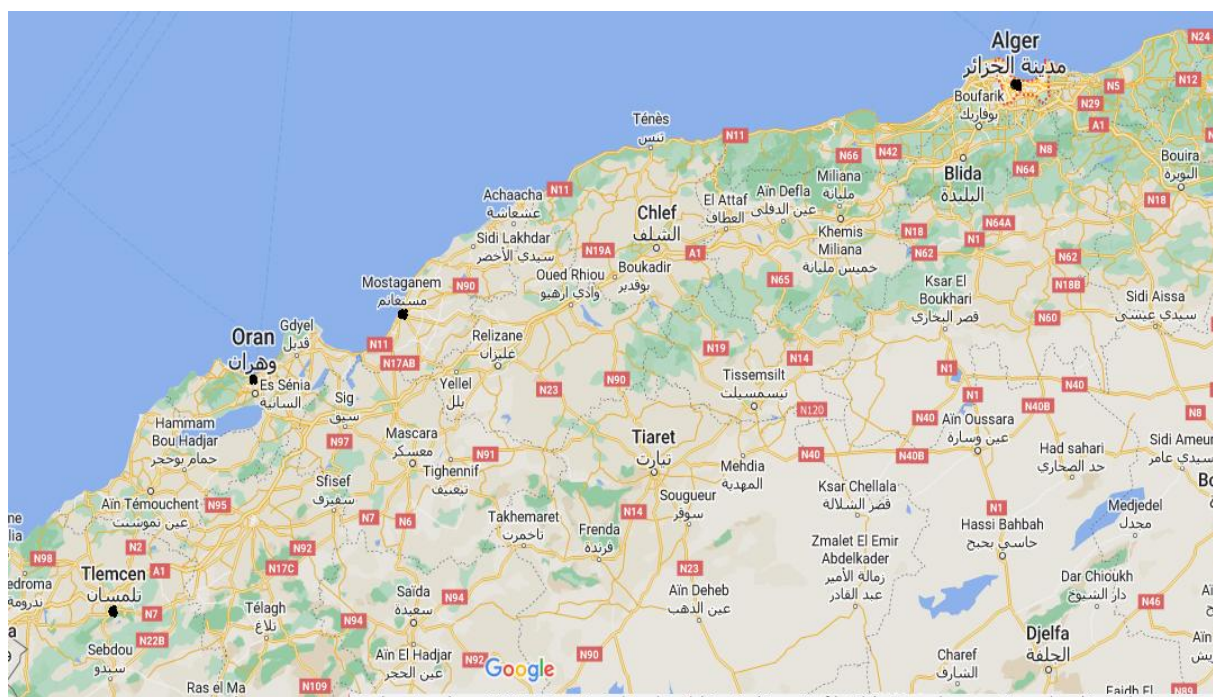 Alger
مدينة الجزائر
N24
N12
N5
Boufarik
بوفاريك
N29
A1
Ténès
تنس
N11
N42
N66
N8
N64
Bouira
البويرة
Blida
البليدة
Miliana
مليانة
Aïn Defla
عين الدفلى
El Attaf
العطاف
Achaacha
عشعاشة
N11
Chlef
الشلف
N18
N64A
N1
N18
N62
N62
Khemis
Miliana
خميس مليانة
Sidi Lakhdar
سيدي الأخضر
N19A
A1
Boukadir
بوقدير
Oued Rhiou
وادي ارهيو
N65
Ksar El
Boukhari
قصر البخاري
N18B
Sidi Aissa
سيدي عيسى
N60
Mostaganem
مستغانم
N90
Oran
وهران
Gdyel
قديل
N11
N17AB
Relizane
غليزان
N19
N14
Es Sénia
السانية
Yellel
يلل
N23
N90
Tissemsilt
تيسمسيلت
N1
N40
N1
N40B
N120
N40
N8
Sig
سيق
Hammam
Bou Hadjar
حمام بوحجر
N97
Mascara
معسكر
N91
Tiaret
تيارت
Aïn Oussara
عين وسارة
N40B
N40
Mehdia
المهدية
Had sahari
حد الصحاري
Sidi Ameur
سيدي عامر
Tighennif
تيغنيف
Sfisef
سفيزف
Aïn Témouchent
عين تموشنت
N95
N7
N6
Takhemaret
تاخمرت
Frenda
فرندة
N14
Sougueur
سوقر
Ksar Chellala
قصر الشلالة
N1
Hassi Bahbah
حاسي بحبح
Medjedel
مجدل
N98
N2
A1
N92
N17C
N23
Zmalet El Emir
Abdelkader
زمالة الأمير
عبد القادر
Aïn Deheb
عين الدهب
Dar Chioukh
دار الشيوخ
N46
edroma
ندرومة
Tlemcen
تلمسان
N7
N22B
Télagh
تلاغ
Saïda
سعيدة
N94
N94
Sebdou
سبدو
Aïn El Hadjar
عين الحجر
N92
Google
N90
Djelfa
الجلفة
Charef
الشارف
Ras el Ma
N109
Faidh El
N89